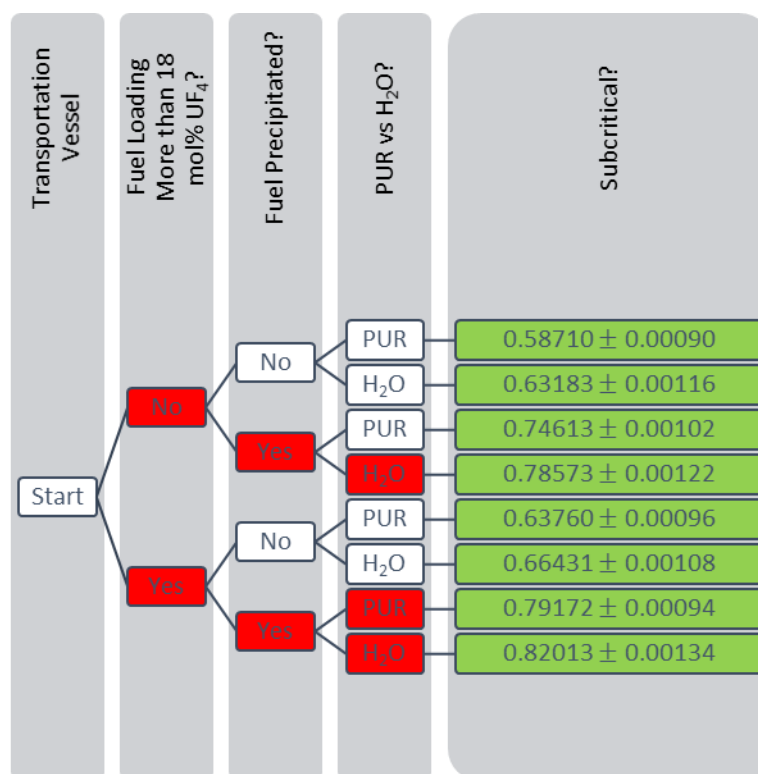 Transportation
Vessel
Fuel Loading
More than 18
mol% UF₄?
Fuel Precipitated?
PUR vs H₂O?
Subcritical?
Start
No
Yes
No
Yes
No
Yes
PUR
H₂O
PUR
H₂O
PUR
H₂O
PUR
H₂O
0.58710 ± 0.00090
0.63183 ± 0.00116
0.74613 ± 0.00102
0.78573 ± 0.00122
0.63760 ± 0.00096
0.66431 ± 0.00108
0.79172 ± 0.00094
0.82013 ± 0.00134